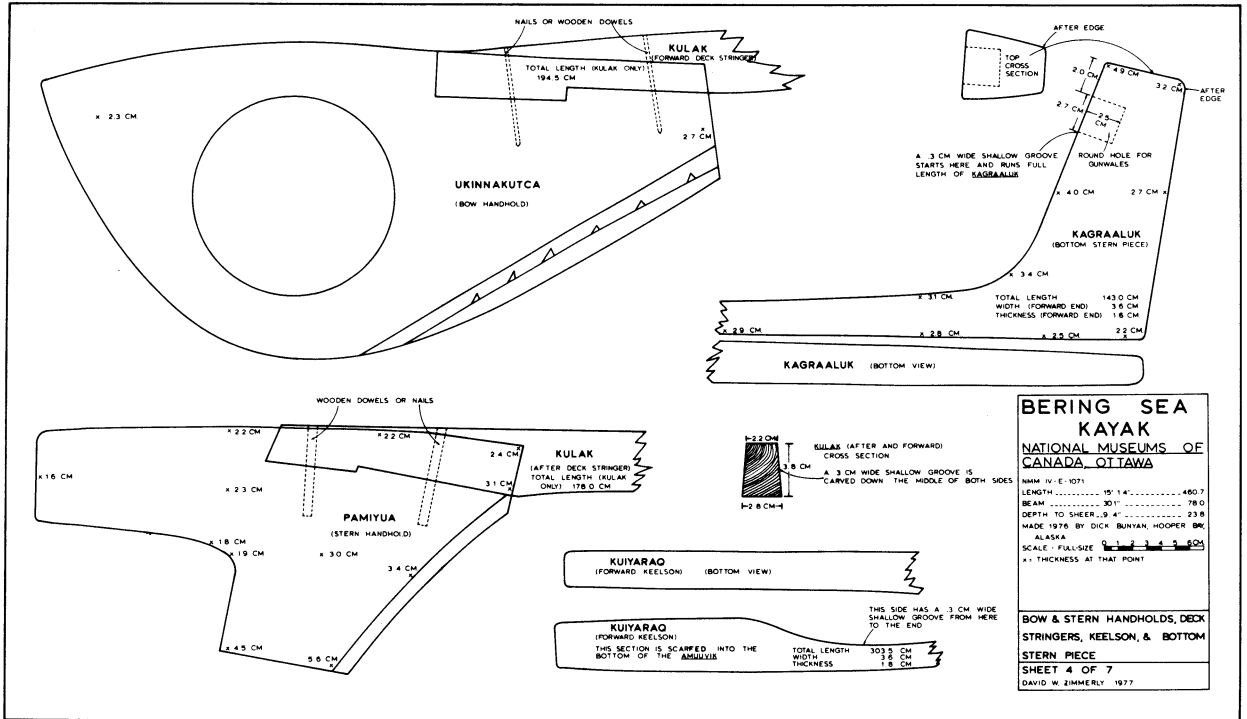 NAILS OR WOODEN DOWELS
KULAK
(FORWARD DECK STRINGER)
TOTAL LENGTH (KULAK ONLY)
194.5 CM
x 2.3 CM
x
2.7 CM
UKINNAKUTCA
(BOW HANDHOLD)
AFTER EDGE
TOP
CROSS
SECTION
2.0 CM
x 4.9 CM
3.2 CM x
AFTER
EDGE
2.7 CM
2.5
CM
A .3 CM WIDE SHALLOW GROOVE
STARTS HERE AND RUNS FULL
LENGTH OF KAGRAALUK
ROUND HOLE FOR
GUNWALES
x 4.0 CM
2.7 CM x
KAGRAALUK
(BOTTOM STERN PIECE)
x 3.4 CM
x 3.1 CM.
TOTAL LENGTH 143.0 CM
WIDTH (FORWARD END) 3.6 CM
THICKNESS (FORWARD END) 1.6 CM.
x 2.9 CM.
x 2.8 CM
x 2.5 CM
2.2 CM
x
KAGRAALUK (BOTTOM VIEW)
WOODEN DOWELS OR NAILS
x 2.2 CM
x 2.2 CM
2.4 CM x
KULAK
(AFTER DECK STRINGER)
TOTAL LENGTH (KULAK
ONLY) 178.0 CM
3.1 CM
x
x 1.6 CM
x 2.3 CM
PAMIYUA
(STERN HANDHOLD)
x 1.8 CM
x 1.9 CM
x 3.0 CM
3.4 CM
x
x 4.5 CM
5.6 CM
x
2.2 CM
3.8 CM
2.8 CM
KULAK (AFTER AND FORWARD)
CROSS SECTION
A .3 CM WIDE SHALLOW GROOVE IS
CARVED DOWN THE MIDDLE OF BOTH SIDES
KUIYARAQ
(FORWARD KEELSON) (BOTTOM VIEW)
KUIYARAQ
(FORWARD KEELSON)
THIS SECTION IS SCARFED INTO THE
BOTTOM OF THE AMUUVIK
THIS SIDE HAS A .3 CM. WIDE
SHALLOW GROOVE FROM HERE
TO THE END
TOTAL LENGTH 303.5 CM
WIDTH 3.6 CM
THICKNESS 1.8 CM.
BERING SEA
KAYAK
NATIONAL MUSEUMS OF
CANADA, OTTAWA
NMM IV-E-1071
LENGTH 15' 1.4" 460.7
BEAM 30.1" 78.0
DEPTH TO SHEER 9.4" 23.8
MADE 1976 BY DICK BUNYAN, HOOPER BAY,
ALASKA
SCALE - FULL-SIZE 0 1 2 3 4 5 6CM
x = THICKNESS AT THAT POINT
BOW & STERN HANDHOLDS, DECK
STRINGERS, KEELSON, & BOTTOM
STERN PIECE
SHEET 4 OF 7
DAVID W. ZIMMERLY 1977